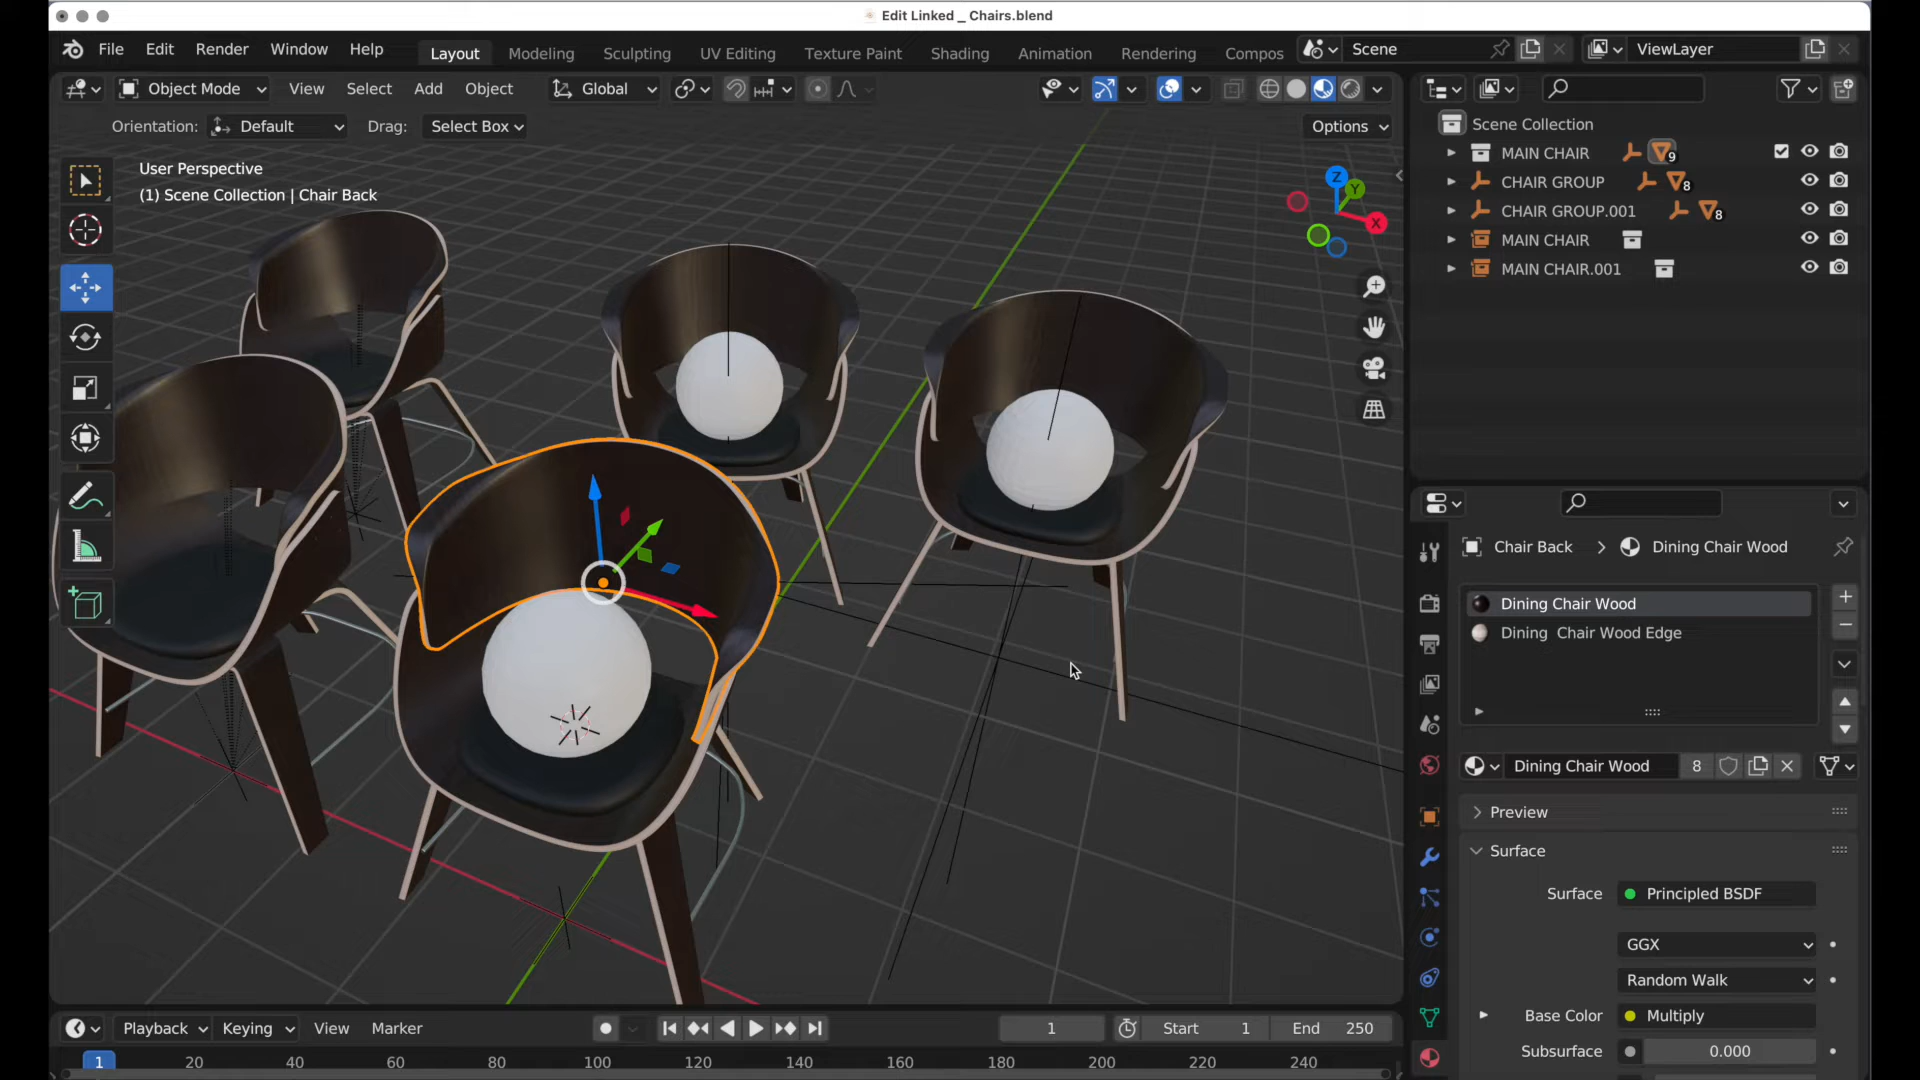 Edit Linked _ Chairs.blend
File Edit Render Window Help Layout Modeling Sculpting UV Editing Texture Paint Shading Animation Rendering Compos Scene ViewLayer
Object Mode View Select Add Object Global
Orientation: Default Drag: Select Box Options
User Perspective
(1) Scene Collection | Chair Back
Z
Y
X
Scene Collection
MAIN CHAIR 9
CHAIR GROUP 8
CHAIR GROUP.001 8
MAIN CHAIR
MAIN CHAIR.001
Chair Back > Dining Chair Wood
Dining Chair Wood
Dining Chair Wood Edge
Dining Chair Wood 8
Preview
Surface
Surface Principled BSDF
GGX
Random Walk
Base Color Multiply
Subsurface 0.000
Playback Keying View Marker 1 Start 1 End 250
1 20 40 60 80 100 120 140 160 180 200 220 240